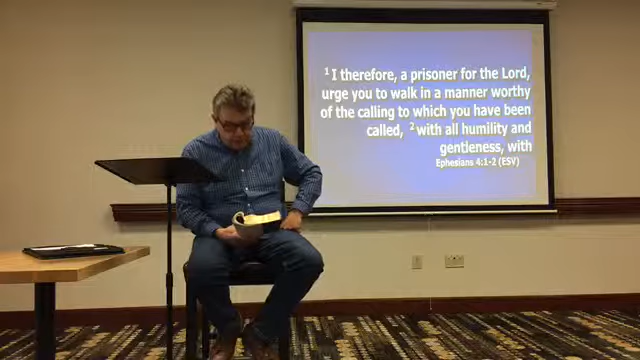 ¹ I therefore, a prisoner for the Lord,
urge you to walk in a manner worthy
of the calling to which you have been
called, ² with all humility and
gentleness, with
Ephesians 4:1-2 (ESV)